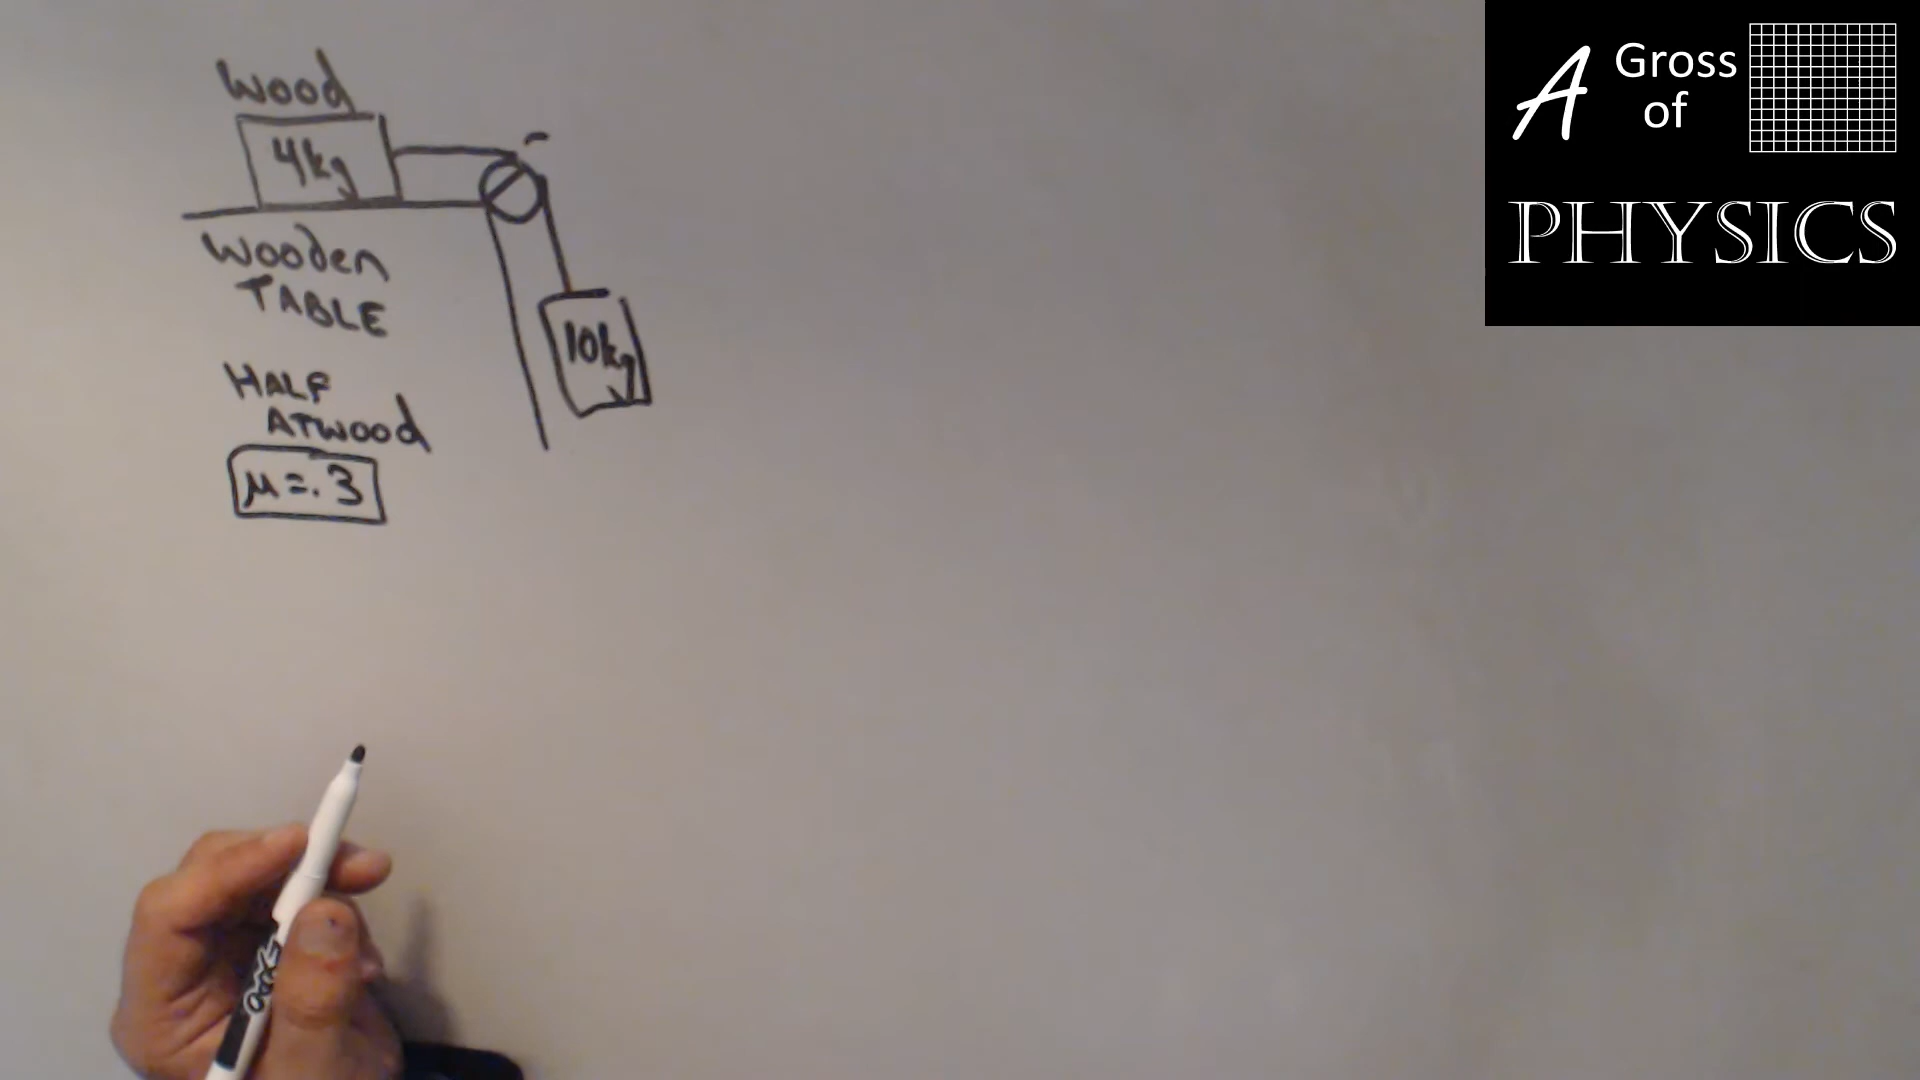 Wood
4kg
Wooden
TABLE
10kg
HALF
ATWOOd
μ=.3
A Gross
of
PHYSICS